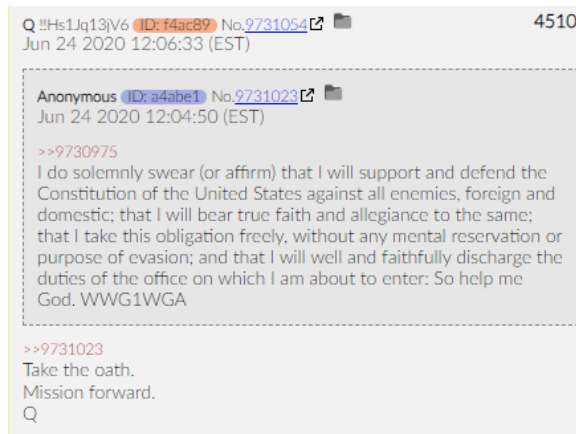 Q !!Hs1Jq13jV6 ID: f4ac89 No.9731054 4510
Jun 24 2020 12:06:33 (EST)
Anonymous ID: a4abe1 No.9731023
Jun 24 2020 12:04:50 (EST)
>>9730975
I do solemnly swear (or affirm) that I will support and defend the
Constitution of the United States against all enemies, foreign and
domestic; that I will bear true faith and allegiance to the same;
that I take this obligation freely, without any mental reservation or
purpose of evasion; and that I will well and faithfully discharge the
duties of the office on which I am about to enter: So help me
God. WWG1WGA
>>9731023
Take the oath.
Mission forward.
Q